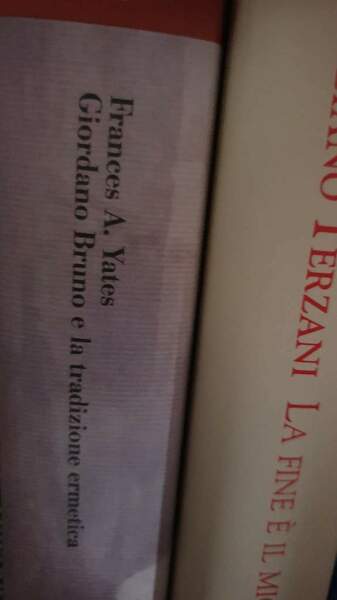 Frances A. Yates
Giordano Bruno e la tradizione ermetica
TERZANI LA FINE È IL